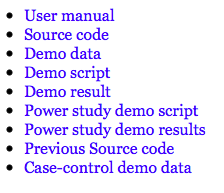 User manual
Source code
Demo data
Demo script
Demo result
Power study demo script
Power study demo results
Previous Source code
Case-control demo data